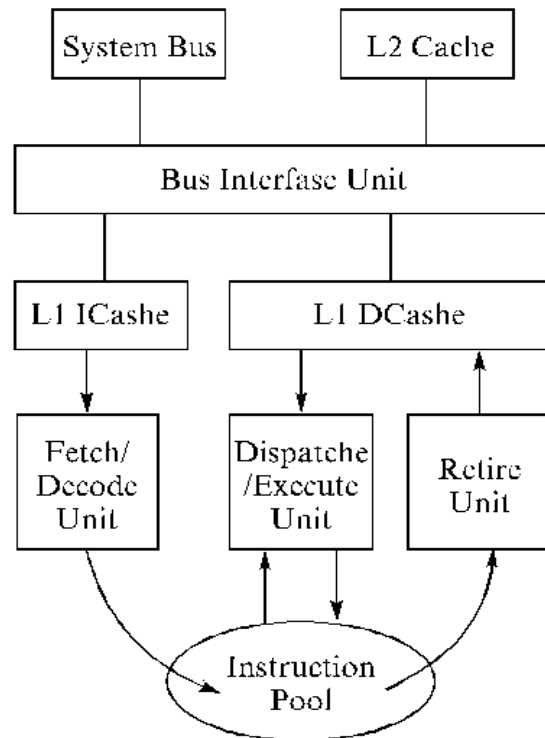 System Bus
L2 Cache
Bus Interfase Unit
L1 ICashe
L1 DCashe
Fetch/
Decode
Unit
Dispatche
/Execute
Unit
Retire
Unit
Instruction
Pool